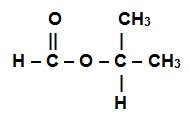 O CH₃
H – C – O – C – CH₃
H